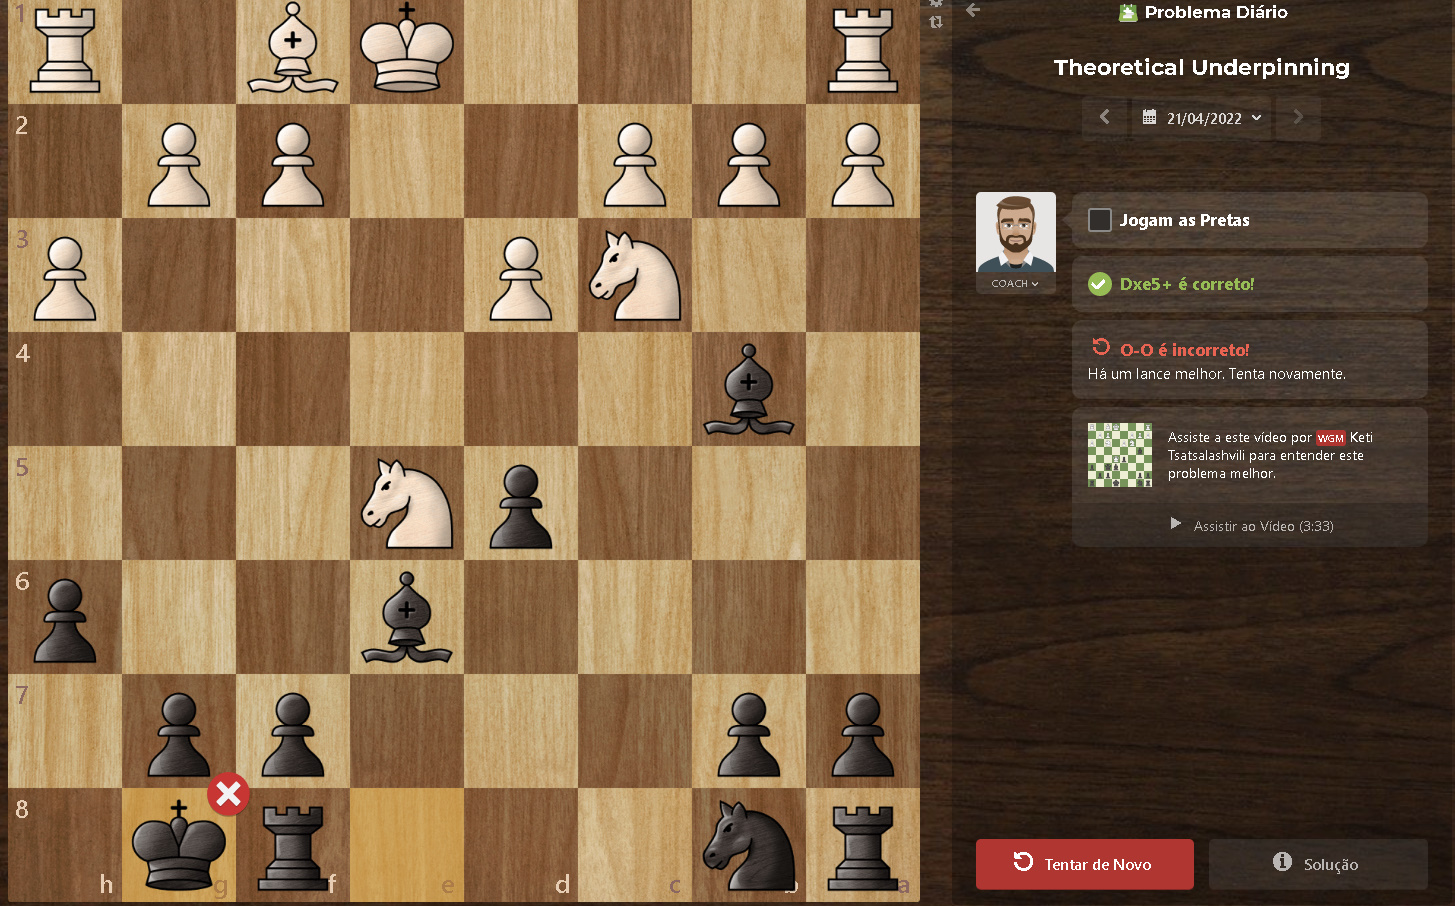 Problema Diário
Theoretical Underpinning
21/04/2022
COACH
Jogam as Pretas
Dxe5+ é correto!
O-O é incorreto!
Há um lance melhor. Tenta novamente.
Assiste a este vídeo por WGM Keti
Tsatsalashvili para entender este
problema melhor.
Assistir ao Vídeo (3:33)
Tentar de Novo
Solução
1
2
3
4
5
6
7
8
h
g
f
e
d
c
b
a